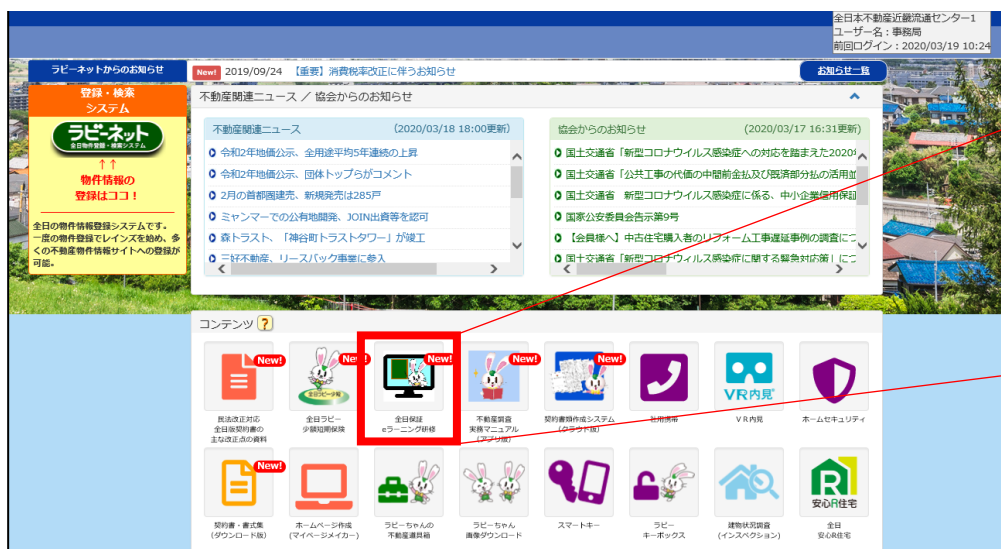 全日本不動産近畿流通センター1
ユーザー名：事務局
前回ログイン：2020/03/19 10:24
ラビーネットからのお知らせ
New! 2019/09/24 【重要】消費税率改正に伴うお知らせ
お知らせ一覧
登録・検索
システム
ラビーネット
全日物件登録・検索システム
↑↑
物件情報の
登録はココ！
全日の物件情報登録システムです。
一度の物件登録でレインズを始め、多
くの不動産物件情報サイトへの登録が
可能。
不動産関連ニュース ／ 協会からのお知らせ
不動産関連ニュース (2020/03/18 18:00更新)
令和2年地価公示、全用途平均5年連続の上昇
令和2年地価公示、団体トップらがコメント
2月の首都圏建売、新規発売は285戸
ミャンマーでの公有地開発、JOIN出資等を認可
森トラスト、「神谷町トラストタワー」が竣工
三好不動産、リースバック事業に参入
協会からのお知らせ (2020/03/17 16:31更新)
国土交通省「新型コロナウイルス感染症への対応を踏まえた2020
国土交通省「公共工事の代価の中間前金払及び既済部分払の活用並
国土交通省 新型コロナウイルス感染症に係る、中小企業信用保証
国家公安委員会告示第9号
【会員様へ】中古住宅購入者のリフォーム工事遅延事例の調査につ
国土交通省「新型コロナウィルス感染症に関する緊急対応策」につ
コンテンツ ?
New! New! New! New! New!
全日ラビー少短
VR内見
民法改正対応
全日版契約書の
主な改正点の資料
全日ラビー
少額短期保険
全日保証
eラーニング研修
不動産調査
実務マニュアル
(アプリ版)
契約書類作成システム
(クラウド版)
社用携帯
VR内見
ホームセキュリティ
New!
R
安心R住宅
契約書・書式集
(ダウンロード版)
ホームページ作成
(マイページメイカー)
ラビーちゃんの
不動産道具箱
ラビーちゃん
画像ダウンロード
スマートキー
ラビー
キーボックス
建物状況調査
(インスペクション)
全日
安心R住宅